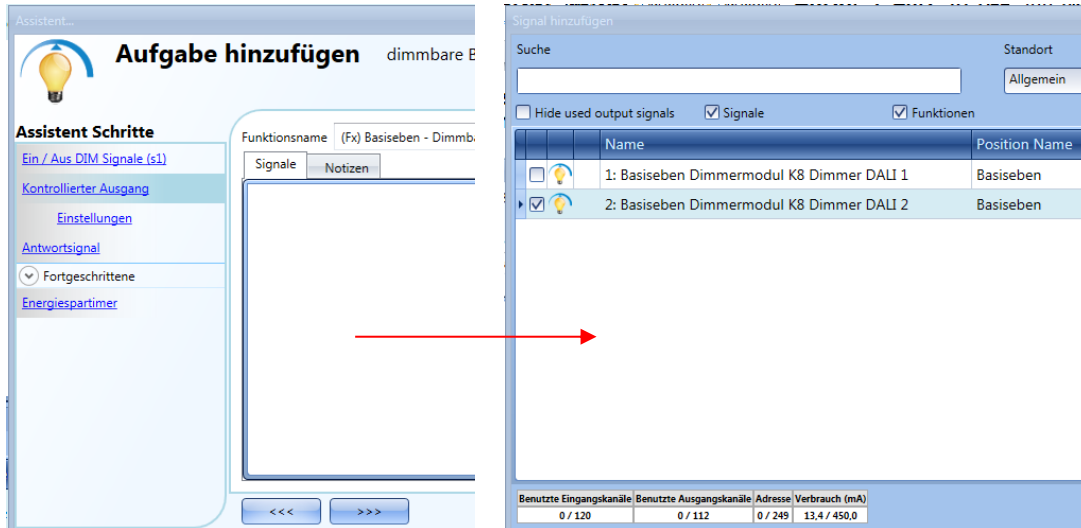 Assistent...
Aufgabe hinzufügen dimmbare B
Assistent Schritte
Ein / Aus DIM Signale (s1)
Kontrollierter Ausgang
Einstellungen
Antwortsignal
Fortgeschrittene
Energiespartimer
Funktionsname (Fx) Basiseben - Dimmba
Signale Notizen
<<< >>>
Signal hinzufügen
Suche Standort
Allgemein
Hide used output signals Signale Funktionen
Name Position Name
1: Basiseben Dimmermodul K8 Dimmer DALI 1 Basiseben
2: Basiseben Dimmermodul K8 Dimmer DALI 2 Basiseben
Benutzte Eingangskanäle Benutzte Ausgangskanäle Adresse Verbrauch (mA)
0 / 120 0 / 112 0 / 249 13,4 / 450,0